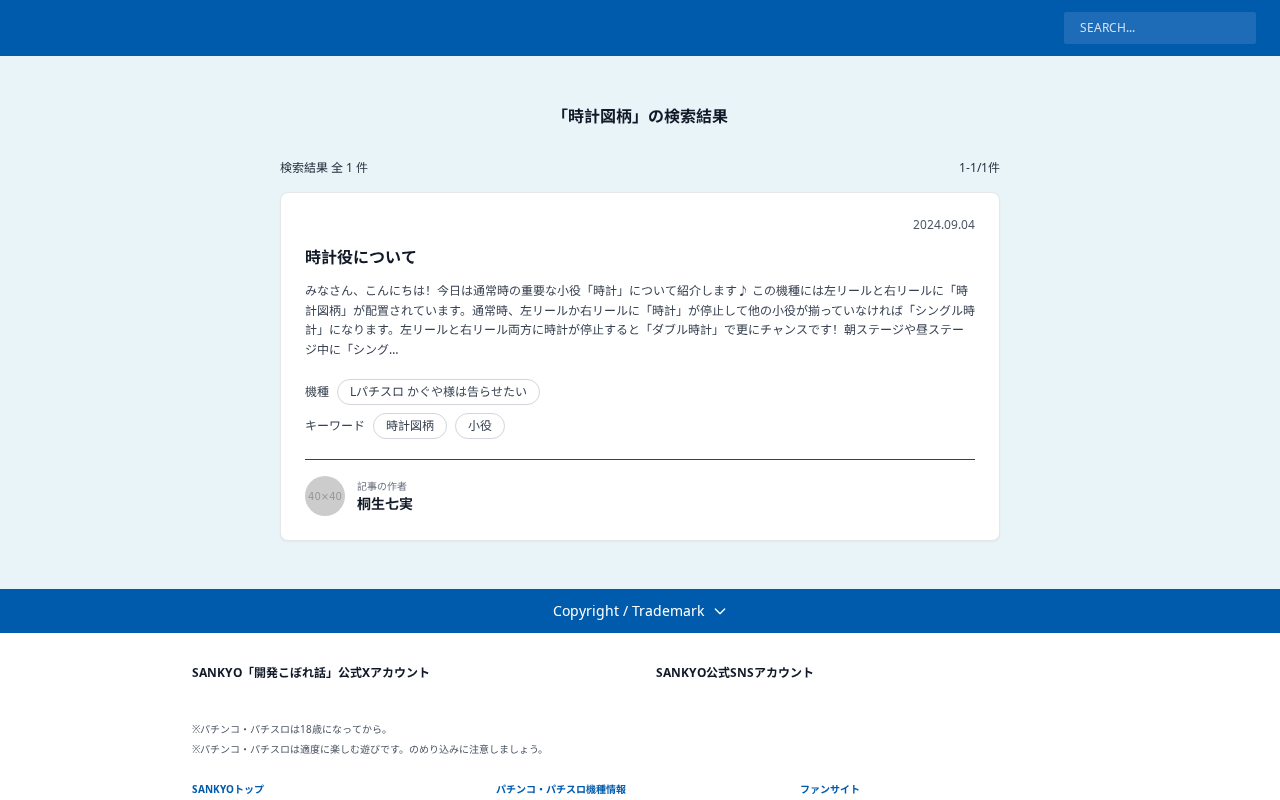 SEARCH...
「時計図柄」の検索結果
検索結果 全 1 件
1-1/1件
2024.09.04
時計役について
みなさん、こんにちは！今日は通常時の重要な小役「時計」について紹介します♪ この機種には左リールと右リールに「時
計図柄」が配置されています。通常時、左リールか右リールに「時計」が停止して他の小役が揃っていなければ「シングル時
計」になります。左リールと右リール両方に時計が停止すると「ダブル時計」で更にチャンスです！朝ステージや昼ステー
ジ中に「シング...
機種 Lパチスロ かぐや様は告らせたい
キーワード 時計図柄 小役
40×40
記事の作者
桐生七実
Copyright / Trademark
SANKYO「開発こぼれ話」公式Xアカウント
SANKYO公式SNSアカウント
※パチンコ・パチスロは18歳になってから。
※パチンコ・パチスロは適度に楽しむ遊びです。のめり込みに注意しましょう。
SANKYOトップ
パチンコ・パチスロ機種情報
ファンサイト